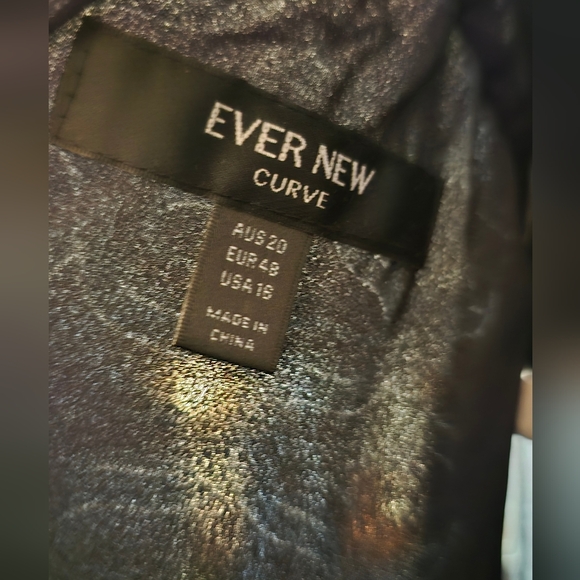 EVER NEW
CURVE
AUS 20
EUR 48
USA 16
MADE IN
CHINA